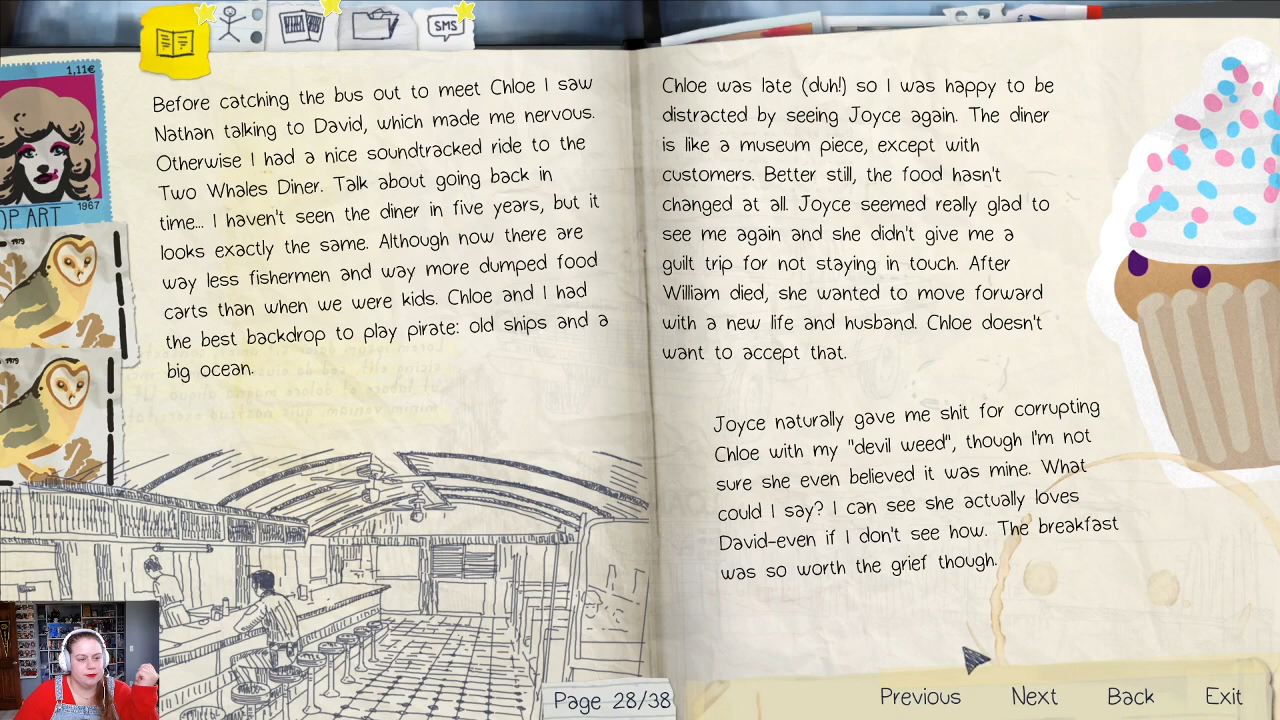 SMS
1,11€
OP ART
1967
1979
1979
Before catching the bus out to meet Chloe I saw
Nathan talking to David, which made me nervous.
Otherwise I had a nice soundtracked ride to the
Two Whales Diner. Talk about going back in
time... I haven't seen the diner in five years, but it
looks exactly the same. Although now there are
way less fishermen and way more dumped food
carts than when we were kids. Chloe and I had
the best backdrop to play pirate: old ships and a
big ocean.
Chloe was late (duh!) so I was happy to be
distracted by seeing Joyce again. The diner
is like a museum piece, except with
customers. Better still, the food hasn't
changed at all. Joyce seemed really glad to
see me again and she didn't give me a
guilt trip for not staying in touch. After
William died, she wanted to move forward
with a new life and husband. Chloe doesn't
want to accept that.
Joyce naturally gave me shit for corrupting
Chloe with my "devil weed", though I'm not
sure she even believed it was mine. What
could I say? I can see she actually loves
David-even if I don't see how. The breakfast
was so worth the grief though.
Page 28/38
Previous Next Back Exit